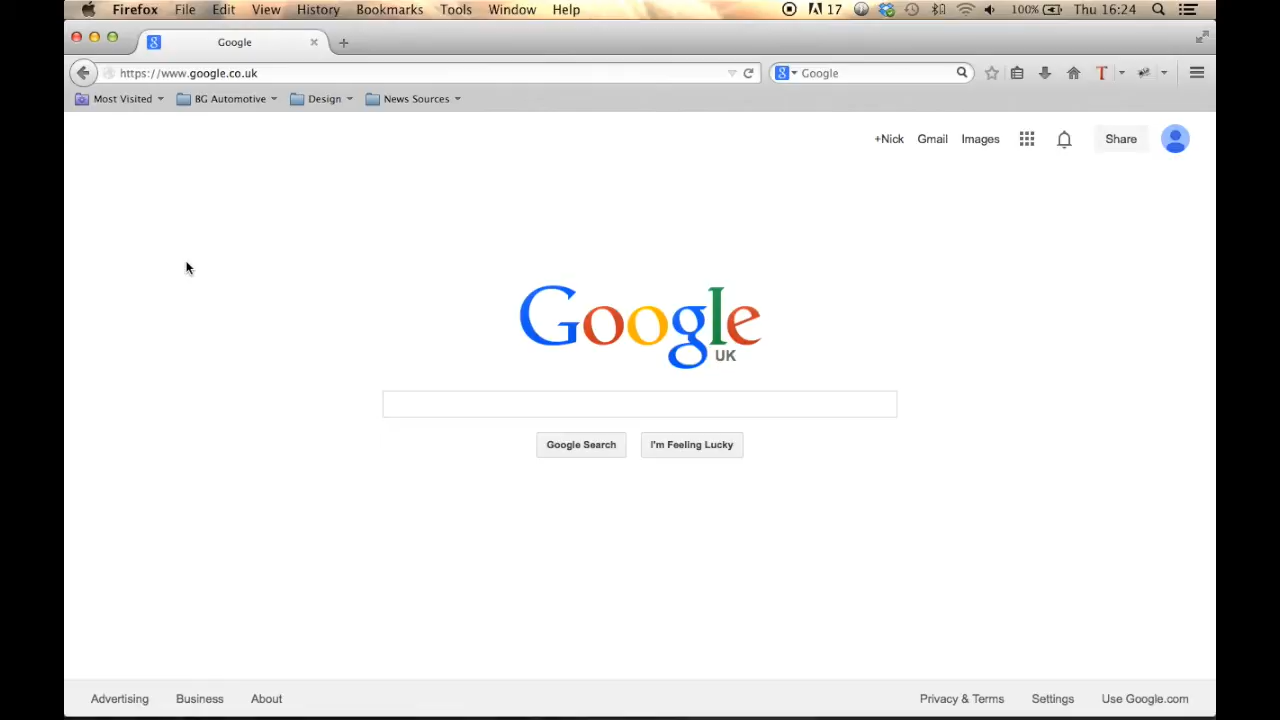 Firefox File Edit View History Bookmarks Tools Window Help 17 100% Thu 16:24
Google
https://www.google.co.uk Google
Most Visited BG Automotive Design News Sources
+Nick Gmail Images Share
Google
UK
Google Search I'm Feeling Lucky
Advertising Business About Privacy & Terms Settings Use Google.com